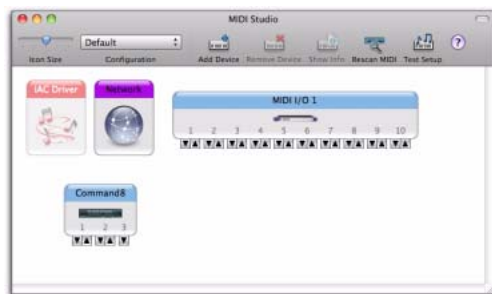 MIDI Studio
Default
Icon Size
Configuration
Add Device
Remove Device
Show Info
Rescan MIDI
Test Setup
?
IAC Driver
Network
MIDI I/O 1
1 2 3 4 5 6 7 8 9 10
Command8
1 2 3